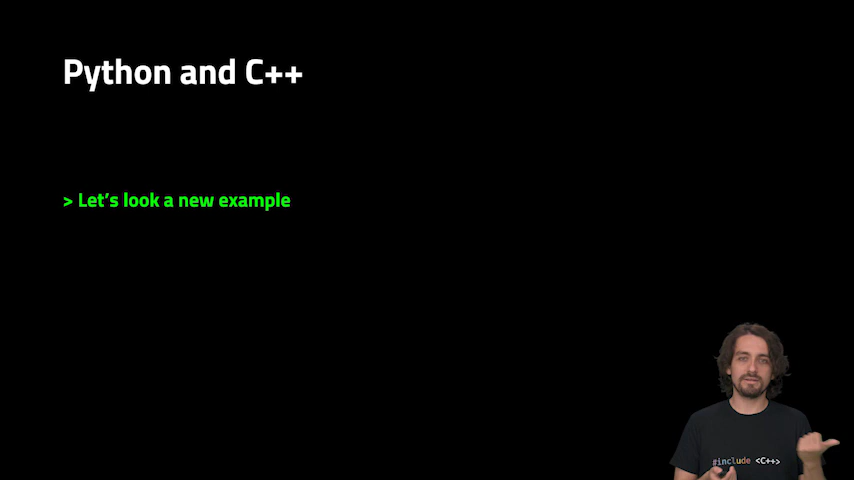 Python and C++
> Let's look a new example
#include <C++>